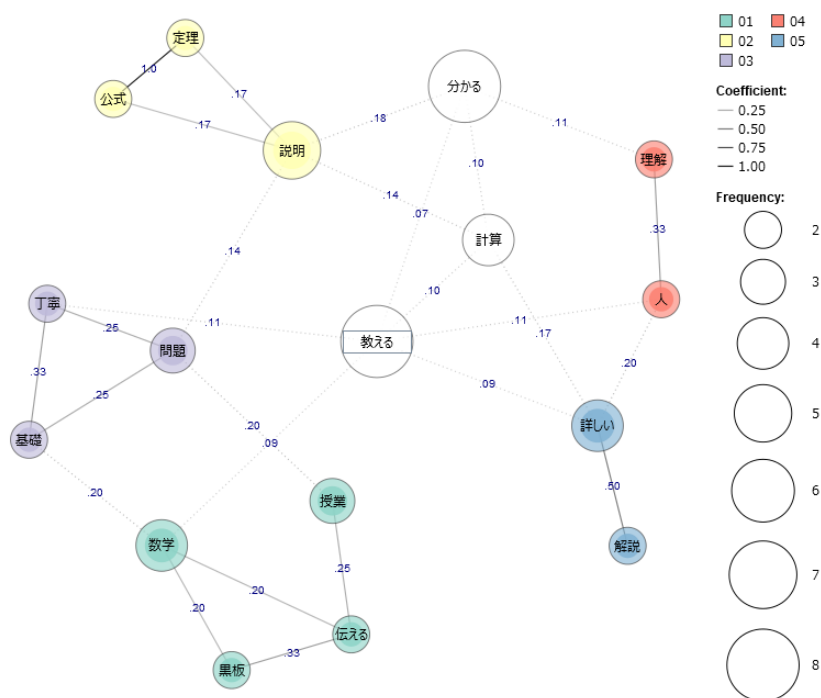 定理
1.0
.17
公式
.17
説明
.18
分かる
.11
理解
.10
.14
.07
.33
計算
.14
.10
人
丁寧
.11
.25
問題
教える
.11
.17
.33
.25
.09
.20
基礎
.20
.09
詳しい
.20
.50
授業
数学
解説
.25
.20
.20
伝える
.33
黒板
01
04
02
05
03
Coefficient:
0.25
0.50
0.75
1.00
Frequency:
2
3
4
5
6
7
8